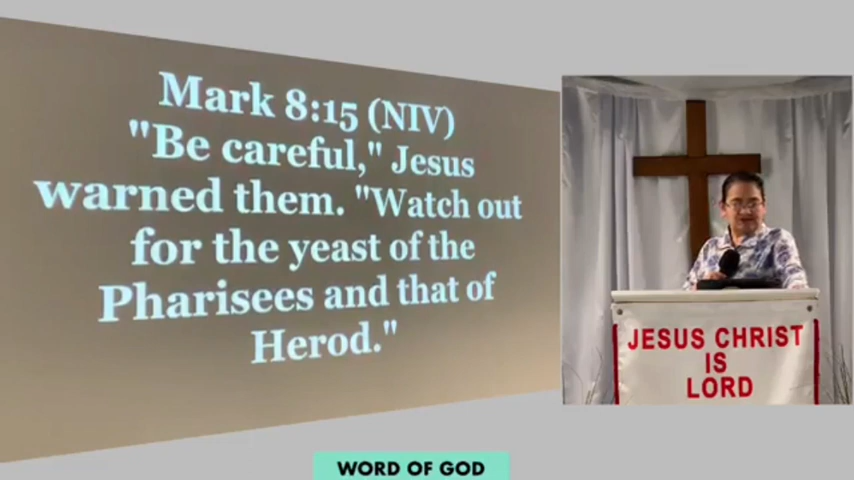 Mark 8:15 (NIV)
"Be careful," Jesus
warned them. "Watch out
for the yeast of the
Pharisees and that of
Herod."
JESUS CHRIST
IS
LORD
WORD OF GOD